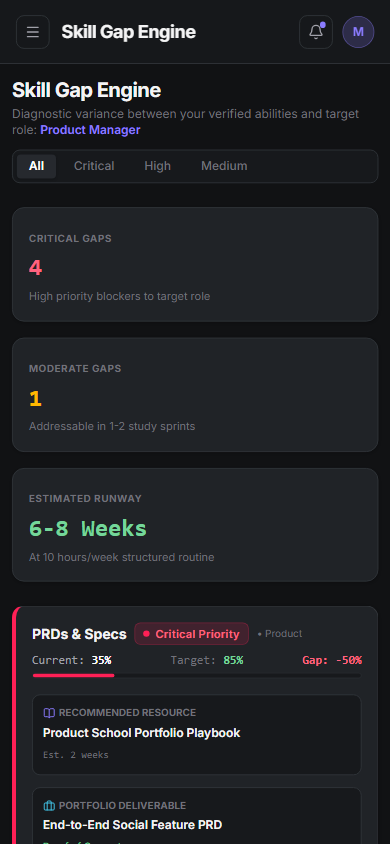 Skill Gap Engine
M
Skill Gap Engine
Diagnostic variance between your verified abilities and target
role: Product Manager
All Critical High Medium
CRITICAL GAPS
4
High priority blockers to target role
MODERATE GAPS
1
Addressable in 1-2 study sprints
ESTIMATED RUNWAY
6-8 Weeks
At 10 hours/week structured routine
PRDs & Specs Critical Priority • Product
Current: 35% Target: 85% Gap: -50%
RECOMMENDED RESOURCE
Product School Portfolio Playbook
Est. 2 weeks
PORTFOLIO DELIVERABLE
End-to-End Social Feature PRD